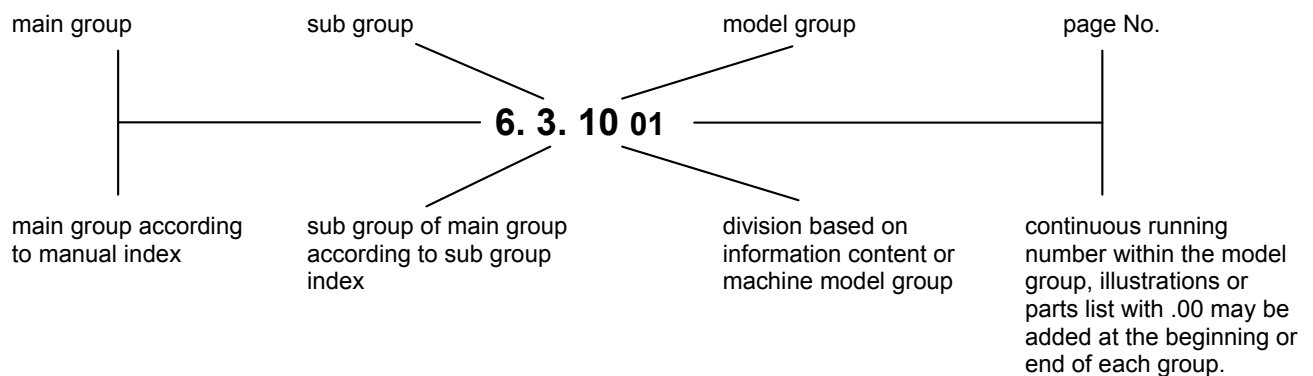 main group
sub group
model group
page No.
6. 3. 10 01
main group according
to manual index
sub group of main group
according to sub group
index
division based on
information content or
machine model group
continuous running
number within the model
group, illustrations or
parts list with .00 may be
added at the beginning or
end of each group.